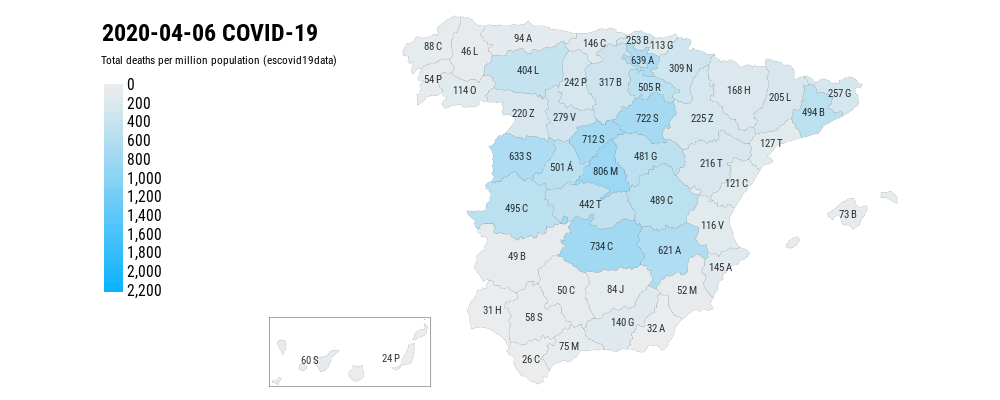 2020-04-06 COVID-19
Total deaths per million population (escovid19data)
0
200
400
600
800
1,000
1,200
1,400
1,600
1,800
2,000
2,200
88 C
46 L
94 A
146 C
253 B
113 G
54 P
114 O
404 L
242 P
317 B
639 A
309 N
505 R
168 H
205 L
257 G
494 B
220 Z
279 V
722 S
225 Z
127 T
633 S
501 Á
712 S
806 M
481 G
216 T
121 C
495 C
442 T
489 C
116 V
73 B
49 B
734 C
621 A
145 A
31 H
50 C
84 J
52 M
58 S
140 G
32 A
75 M
26 C
60 S
24 P